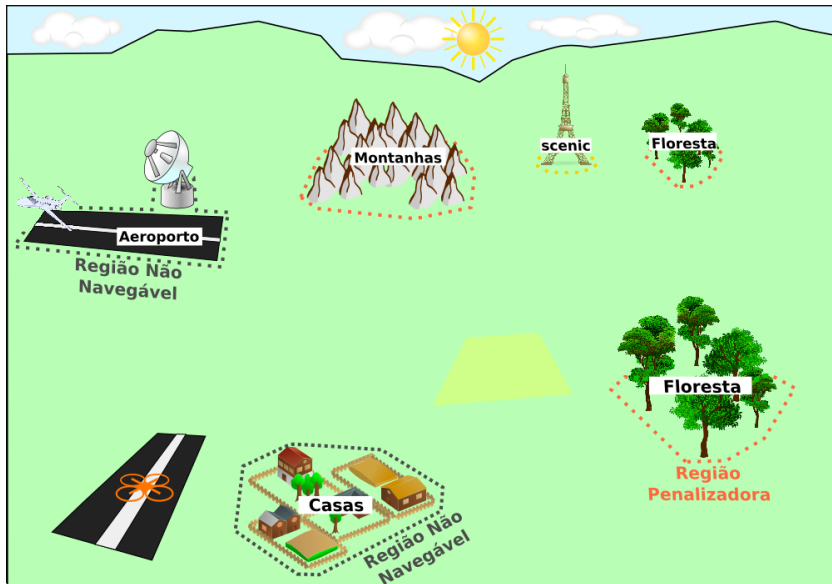 scenic
Floresta
Montanhas
Aeroporto
Região Não
Navegável
Floresta
Região
Penalizadora
Casas
Região Não
Navegável